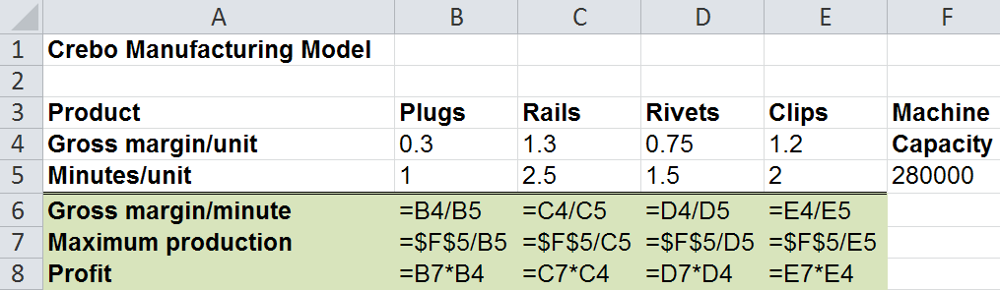 A B C D E F
1 Crebo Manufacturing Model
2
3 Product Plugs Rails Rivets Clips Machine
4 Gross margin/unit 0.3 1.3 0.75 1.2 Capacity
5 Minutes/unit 1 2.5 1.5 2 280000
6 Gross margin/minute =B4/B5 =C4/C5 =D4/D5 =E4/E5
7 Maximum production =$F$5/B5 =$F$5/C5 =$F$5/D5 =$F$5/E5
8 Profit =B7*B4 =C7*C4 =D7*D4 =E7*E4